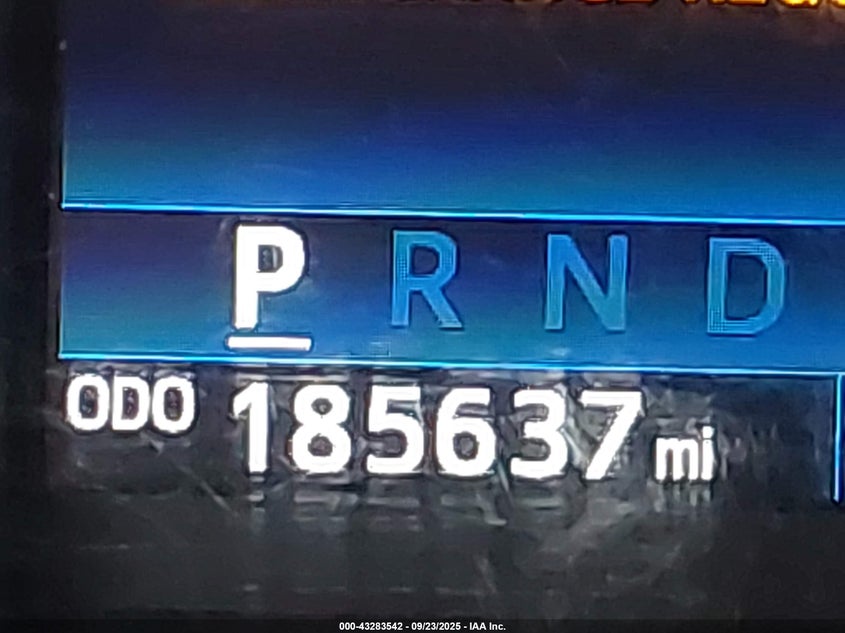 P R N D
ODO 185637 mi
000-43283542 - 09/23/2025 - IAA Inc.